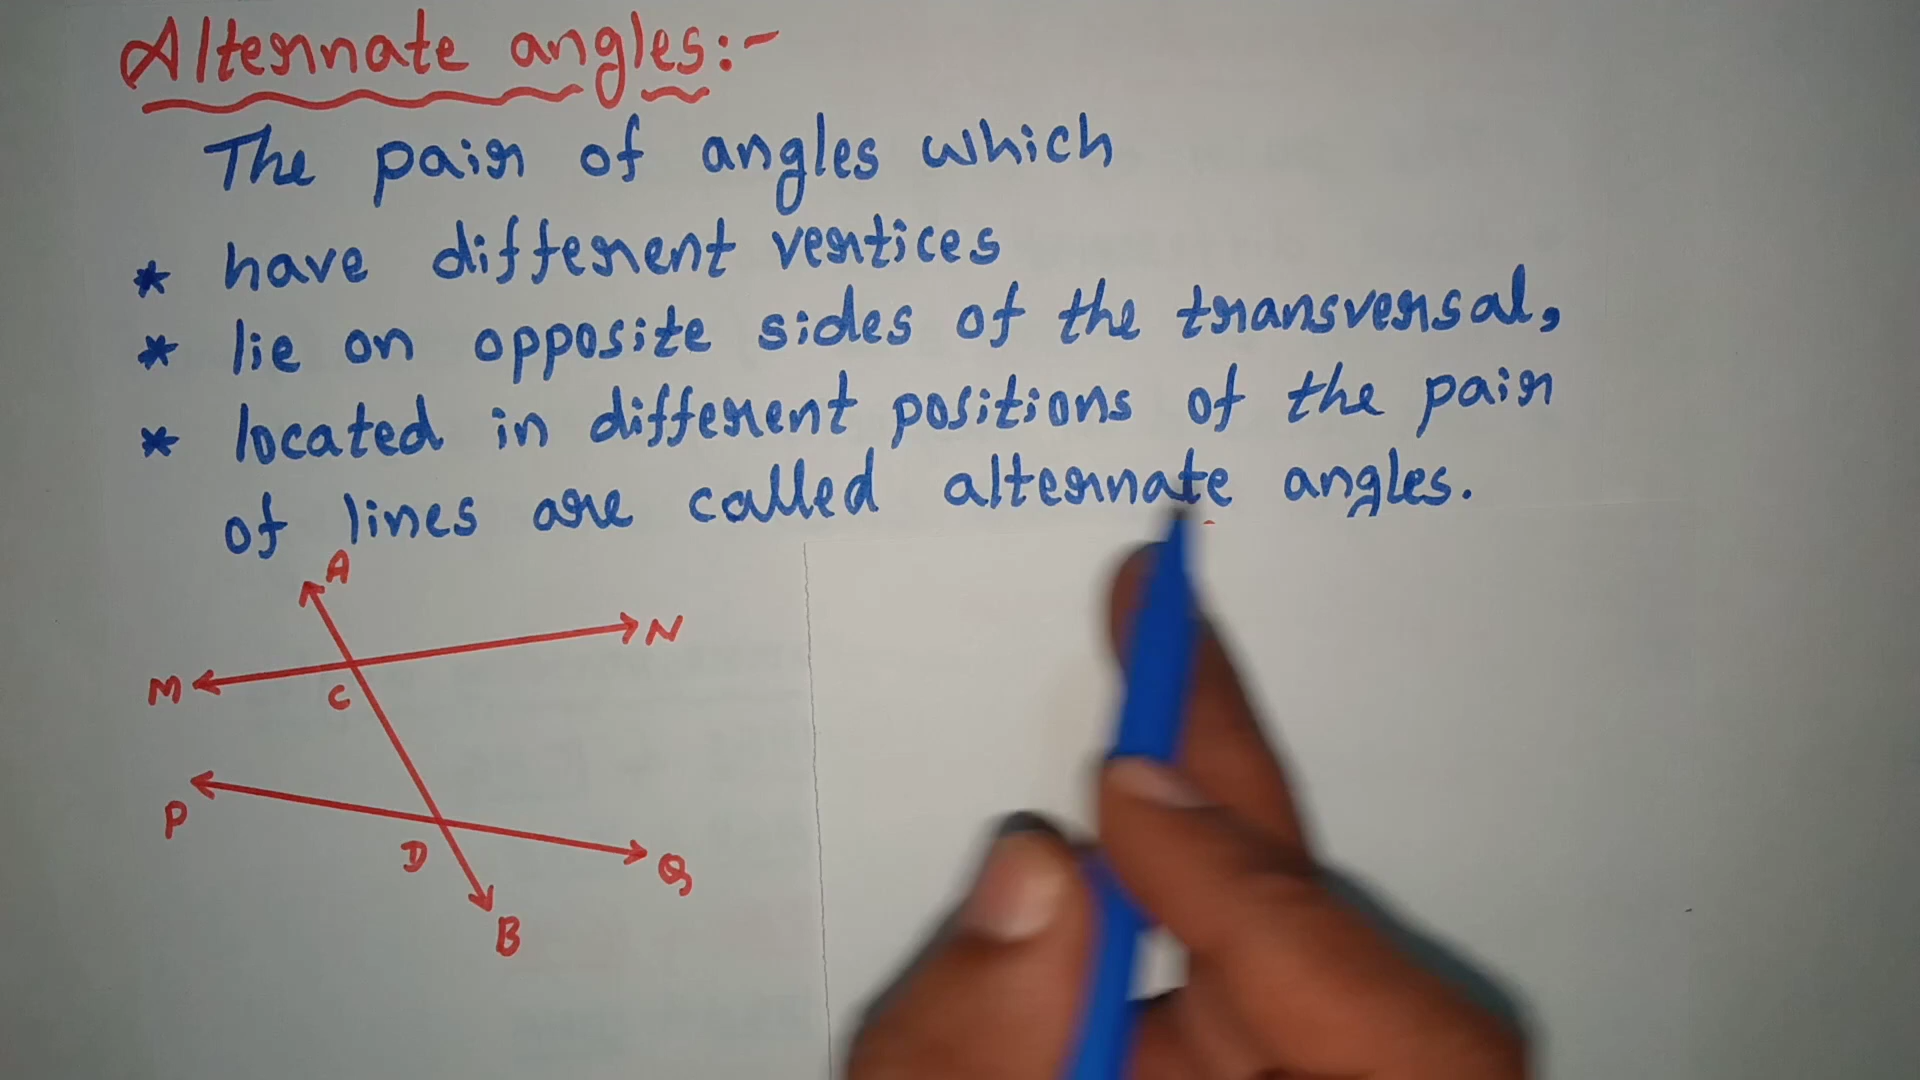 Alternate angles:-
The pair of angles which
* have different vertices
* lie on opposite sides of the transversal,
* located in different positions of the pair
of lines are called alternate angles.
A
N
M
C
P
D
Q
B